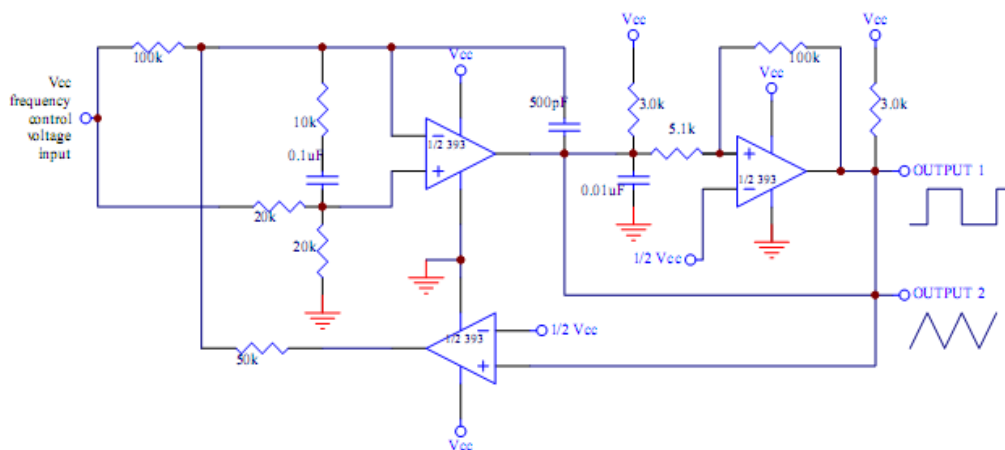 Vcc
Vcc
100k
Vcc
Vcc
100k
Vcc
frequency
control
voltage
input
500pF
3.0k
3.0k
10k
5.1k
0.1uF
1/2 393
-
+
0.01uF
+
1/2 393
-
OUTPUT 1
20k
20k
1/2 Vcc
OUTPUT 2
1/2 393
-
1/2 Vcc
+
50k
Vcc